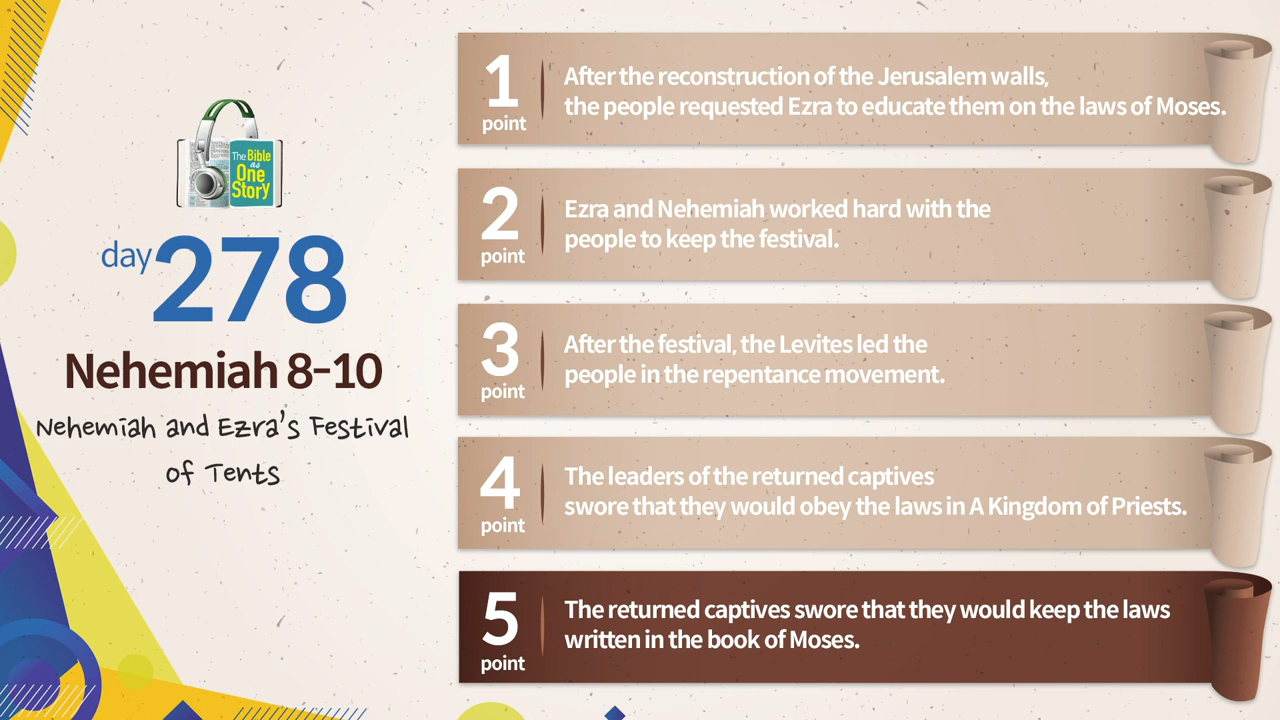 The Bible
as
One
Story
day 278
Nehemiah 8-10
Nehemiah and Ezra's Festival
of Tents
1
point
After the reconstruction of the Jerusalem walls,
the people requested Ezra to educate them on the laws of Moses.
2
point
Ezra and Nehemiah worked hard with the
people to keep the festival.
3
point
After the festival, the Levites led the
people in the repentance movement.
4
point
The leaders of the returned captives
swore that they would obey the laws in A Kingdom of Priests.
5
point
The returned captives swore that they would keep the laws
written in the book of Moses.